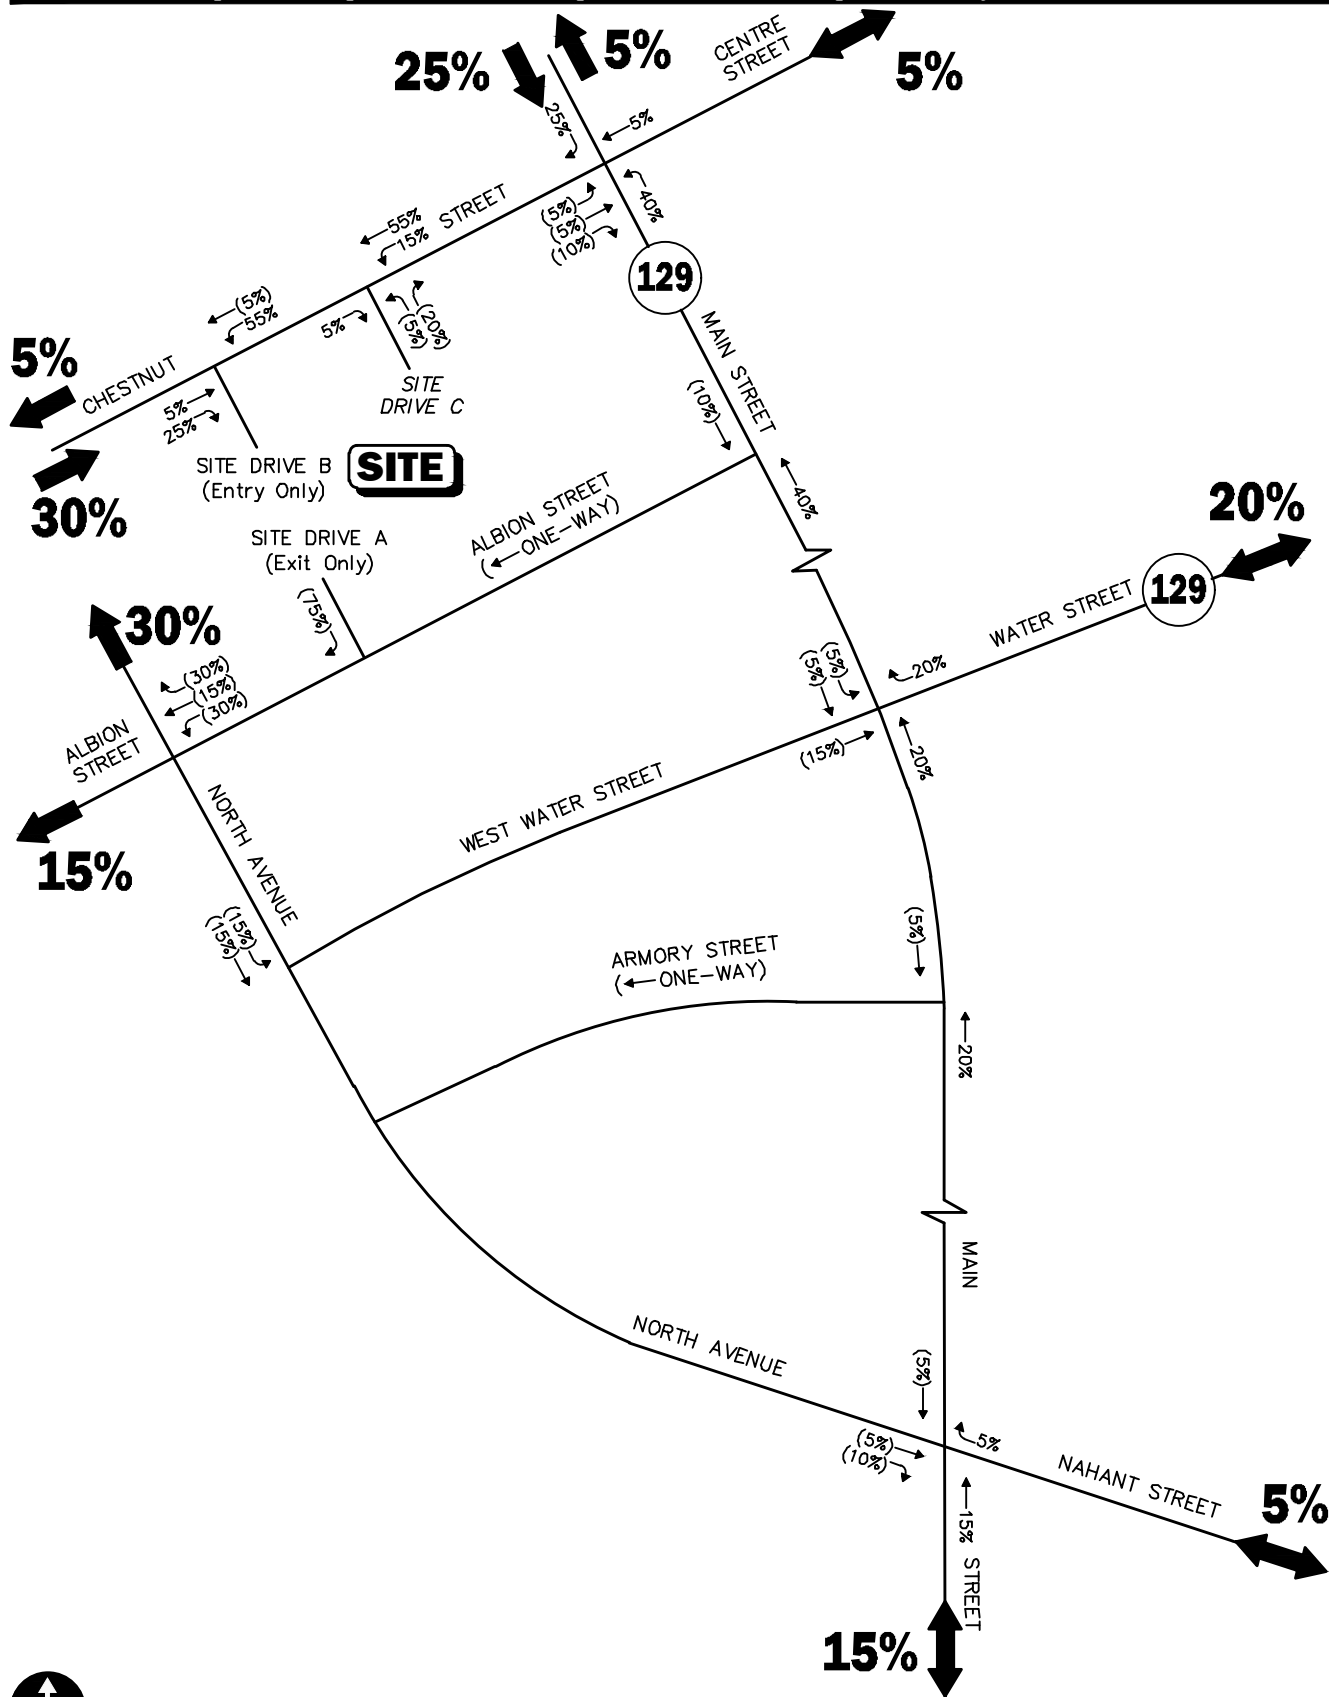 25%
5%
CENTRE
STREET
5%
25%
5%
STREET
55%
15%
(5%)
(5%)
(10%)
40%
129
(5%)
55%
5%
(20%)
(5%)
MAIN STREET
5%
CHESTNUT
SITE
DRIVE C
5%
25%
(10%)
30%
SITE DRIVE B
(Entry Only)
SITE
ALBION STREET
(ONE-WAY)
40%
20%
SITE DRIVE A
(Exit Only)
129
WATER STREET
(75%)
30%
(30%)
(15%)
(30%)
(5%)
(5%)
20%
ALBION
STREET
(15%)
20%
15%
NORTH AVENUE
WEST WATER STREET
(15%)
(15%)
(5%)
ARMORY STREET
(ONE-WAY)
20%
MAIN
NORTH AVENUE
(5%)
5%
(5%)
(10%)
NAHANT STREET
5%
15%
STREET
15%